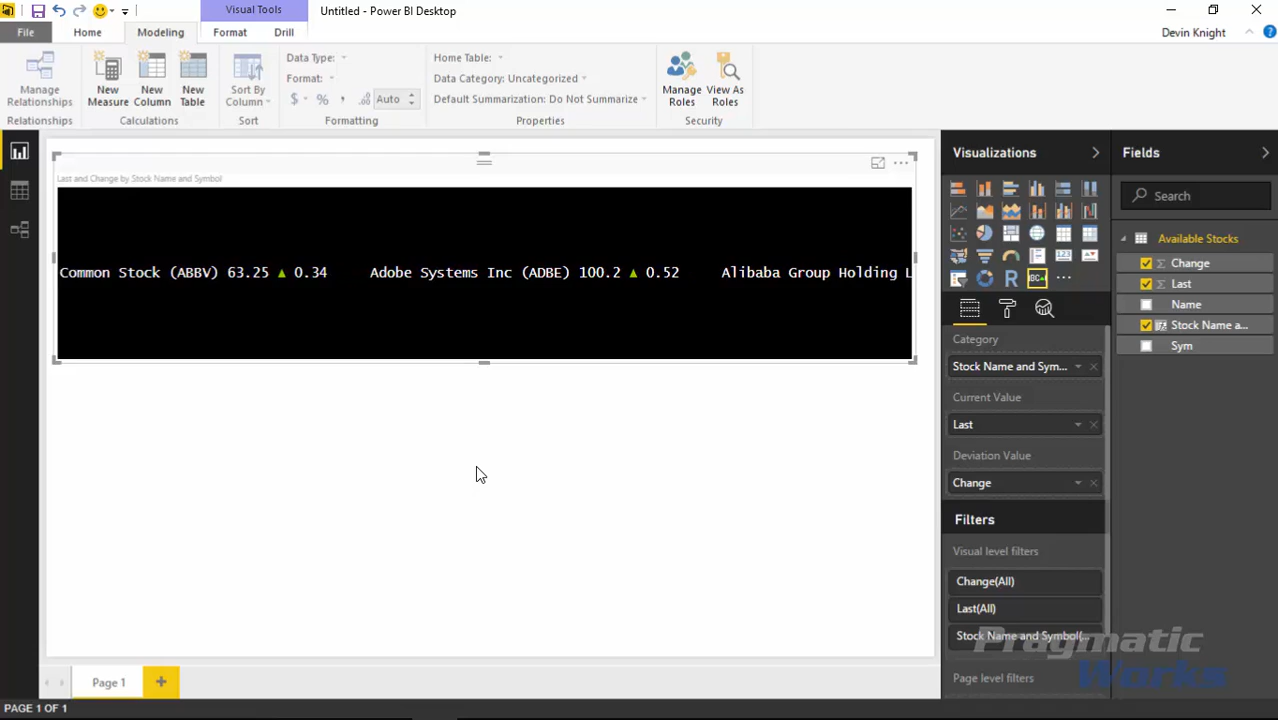 Visual Tools
Untitled - Power BI Desktop
File
Home
Modeling
Format
Drill
Devin Knight
Manage Relationships
New Measure
New Column
New Table
Sort By Column
Data Type:
Format:
$ % , .00 Auto
Home Table:
Data Category: Uncategorized
Default Summarization: Do Not Summarize
Manage Roles
View As Roles
Relationships
Calculations
Sort
Formatting
Properties
Security
Last and Change by Stock Name and Symbol
Common Stock (ABBV) 63.25 ▲ 0.34 Adobe Systems Inc (ADBE) 100.2 ▲ 0.52 Alibaba Group Holding L
Visualizations
R
Category
Stock Name and Sym...
Current Value
Last
Deviation Value
Change
Filters
Visual level filters
Change(All)
Last(All)
Stock Name and Symbol(...
Page level filters
Fields
Search
Available Stocks
Change
Last
Name
Stock Name a...
Sym
Pragmatic
Works
Page 1
PAGE 1 OF 1